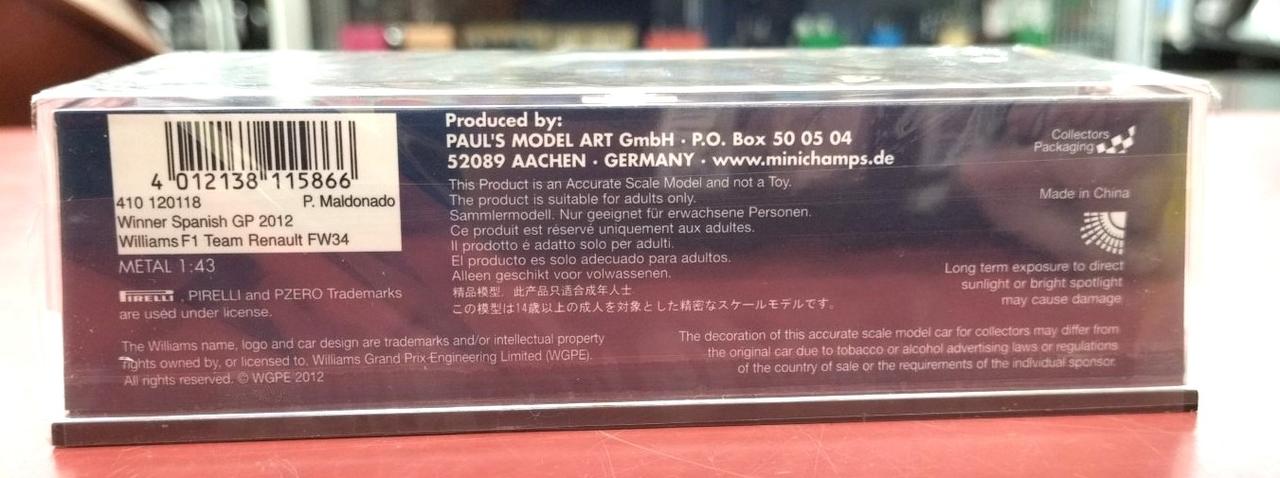 4 012138 115866
410 120118 P. Maldonado
Winner Spanish GP 2012
Williams F1 Team Renault FW34
METAL 1:43
PIRELLI , PIRELLI and PZERO Trademarks
are used under license.
The Williams name, logo and car design are trademarks and/or intellectual property
rights owned by, or licensed to, Williams Grand Prix Engineering Limited (WGPE).
All rights reserved. © WGPE 2012
Produced by:
PAUL'S MODEL ART GmbH · P.O. Box 50 05 04
52089 AACHEN · GERMANY · www.minichamps.de
This Product is an Accurate Scale Model and not a Toy.
The product is suitable for adults only.
Sammlermodell. Nur geeignet für erwachsene Personen.
Ce produit est réservé uniquement aux adultes.
Il prodotto é adatto solo per adulti.
El producto es solo adecuado para adultos.
Alleen geschikt voor volwassenen.
精品模型，此产品只适合成年人士
この模型は14歳以上の成人を対象とした精密なスケールモデルです。
Collectors
Packaging
Made in China
Long term exposure to direct
sunlight or bright spotlight
may cause damage
The decoration of this accurate scale model car for collectors may differ from
the original car due to tobacco or alcohol advertising laws or regulations
of the country of sale or the requirements of the individual sponsor.